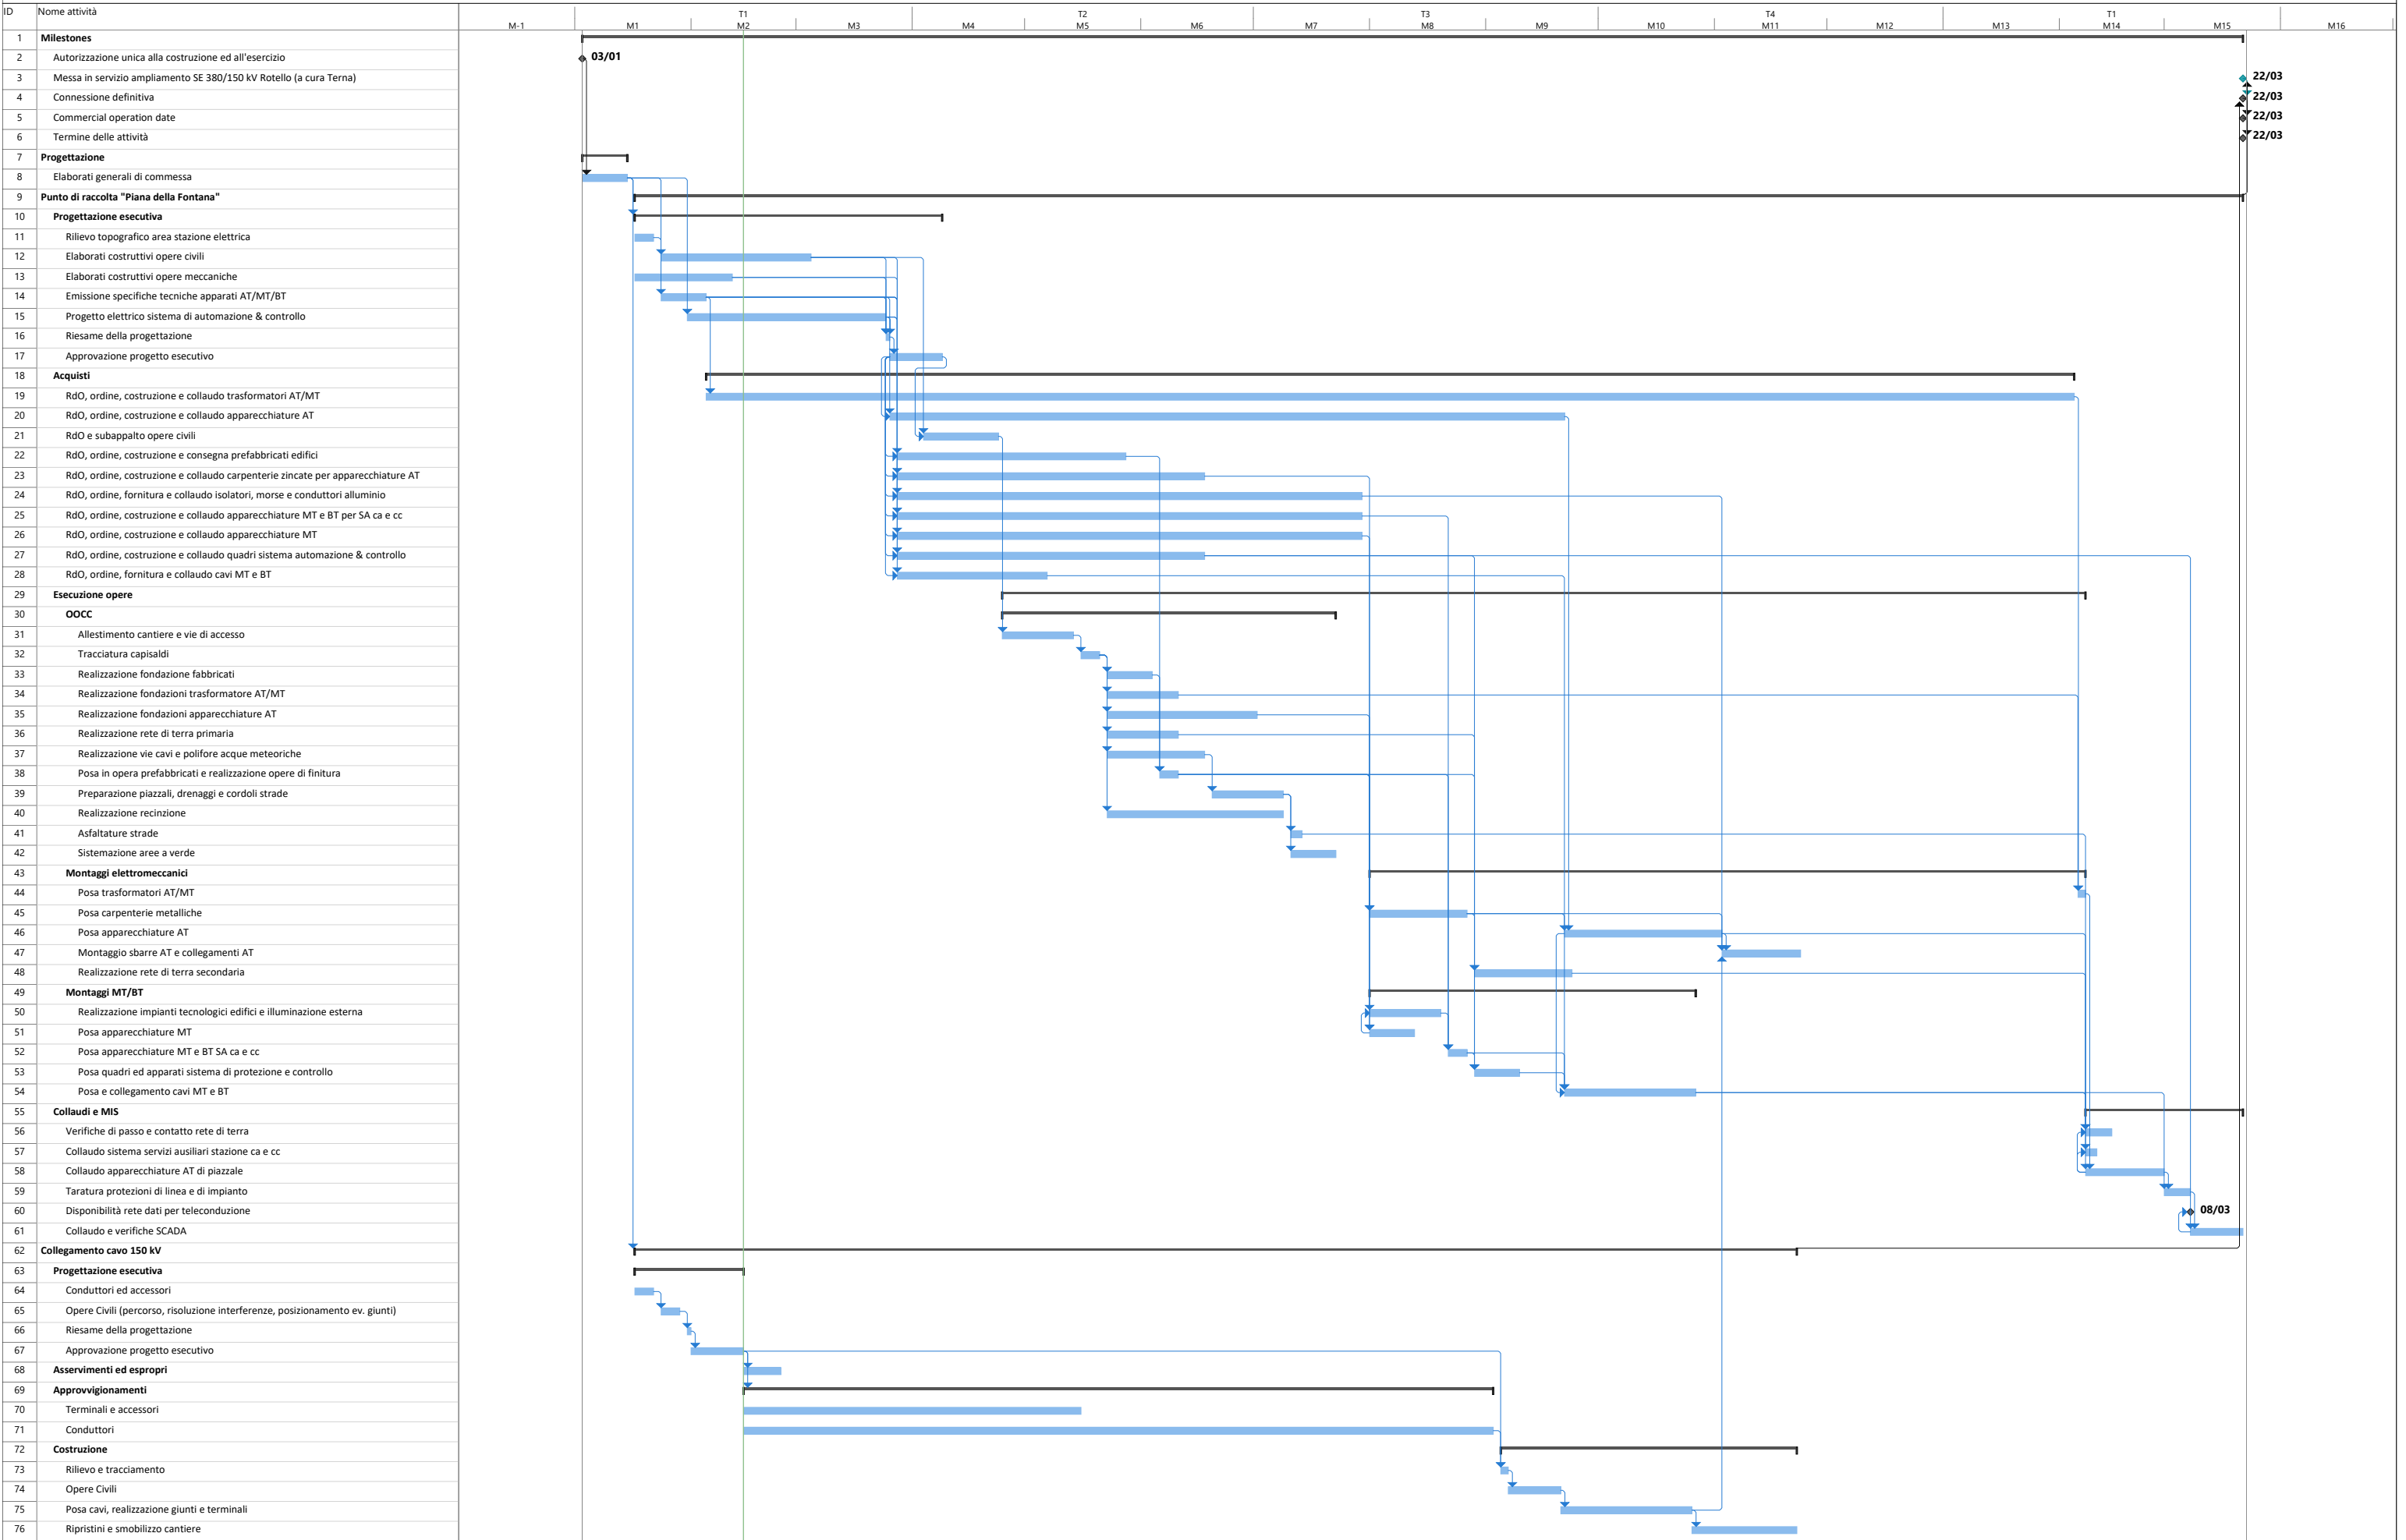 ID Nome attività T1 T2 T3 T4 T1
M-1 M1 M2 M3 M4 M5 M6 M7 M8 M9 M10 M11 M12 M13 M14 M15 M16
1 Milestones
2 Autorizzazione unica alla costruzione ed all'esercizio 03/01
3 Messa in servizio ampliamento SE 380/150 kV Rotello (a cura Terna) 22/03
4 Connessione definitiva 22/03
5 Commercial operation date 22/03
6 Termine delle attività 22/03
7 Progettazione
8 Elaborati generali di commessa
9 Punto di raccolta "Piana della Fontana"
10 Progettazione esecutiva
11 Rilievo topografico area stazione elettrica
12 Elaborati costruttivi opere civili
13 Elaborati costruttivi opere meccaniche
14 Emissione specifiche tecniche apparati AT/MT/BT
15 Progetto elettrico sistema di automazione & controllo
16 Riesame della progettazione
17 Approvazione progetto esecutivo
18 Acquisti
19 RdO, ordine, costruzione e collaudo trasformatori AT/MT
20 RdO, ordine, costruzione e collaudo apparecchiature AT
21 RdO e subappalto opere civili
22 RdO, ordine, costruzione e consegna prefabbricati edifici
23 RdO, ordine, costruzione e collaudo carpenterie zincate per apparecchiature AT
24 RdO, ordine, fornitura e collaudo isolatori, morse e conduttori alluminio
25 RdO, ordine, costruzione e collaudo apparecchiature MT e BT per SA ca e cc
26 RdO, ordine, costruzione e collaudo apparecchiature MT
27 RdO, ordine, costruzione e collaudo quadri sistema automazione & controllo
28 RdO, ordine, fornitura e collaudo cavi MT e BT
29 Esecuzione opere
30 OOCC
31 Allestimento cantiere e vie di accesso
32 Tracciatura capisaldi
33 Realizzazione fondazione fabbricati
34 Realizzazione fondazioni trasformatore AT/MT
35 Realizzazione fondazioni apparecchiature AT
36 Realizzazione rete di terra primaria
37 Realizzazione vie cavi e polifore acque meteoriche
38 Posa in opera prefabbricati e realizzazione opere di finitura
39 Preparazione piazzali, drenaggi e cordoli strade
40 Realizzazione recinzione
41 Asfaltature strade
42 Sistemazione aree a verde
43 Montaggi elettromeccanici
44 Posa trasformatori AT/MT
45 Posa carpenterie metalliche
46 Posa apparecchiature AT
47 Montaggio sbarre AT e collegamenti AT
48 Realizzazione rete di terra secondaria
49 Montaggi MT/BT
50 Realizzazione impianti tecnologici edifici e illuminazione esterna
51 Posa apparecchiature MT
52 Posa apparecchiature MT e BT SA ca e cc
53 Posa quadri ed apparati sistema di protezione e controllo
54 Posa e collegamento cavi MT e BT
55 Collaudi e MIS
56 Verifiche di passo e contatto rete di terra
57 Collaudo sistema servizi ausiliari stazione ca e cc
58 Collaudo apparecchiature AT di piazzale
59 Taratura protezioni di linea e di impianto
60 Disponibilità rete dati per teleconduzione 08/03
61 Collaudo e verifiche SCADA
62 Collegamento cavo 150 kV
63 Progettazione esecutiva
64 Conduttori ed accessori
65 Opere Civili (percorso, risoluzione interferenze, posizionamento ev. giunti)
66 Riesame della progettazione
67 Approvazione progetto esecutivo
68 Asservimenti ed espropri
69 Approvvigionamenti
70 Terminali e accessori
71 Conduttori
72 Costruzione
73 Rilievo e tracciamento
74 Opere Civili
75 Posa cavi, realizzazione giunti e terminali
76 Ripristini e smobilizzo cantiere